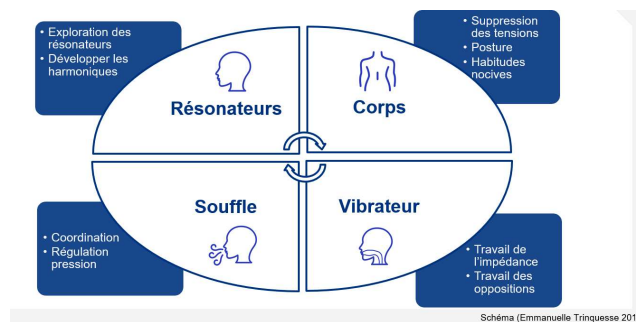 • Exploration des
résonateurs
• Développer les
harmoniques
• Suppression
des tensions
• Posture
• Habitudes
nocives
Résonateurs
Corps
Souffle
Vibrateur
• Coordination
• Régulation
pression
• Travail de
l'impédance
• Travail des
oppositions
Schéma (Emmanuelle Trinquesse 201